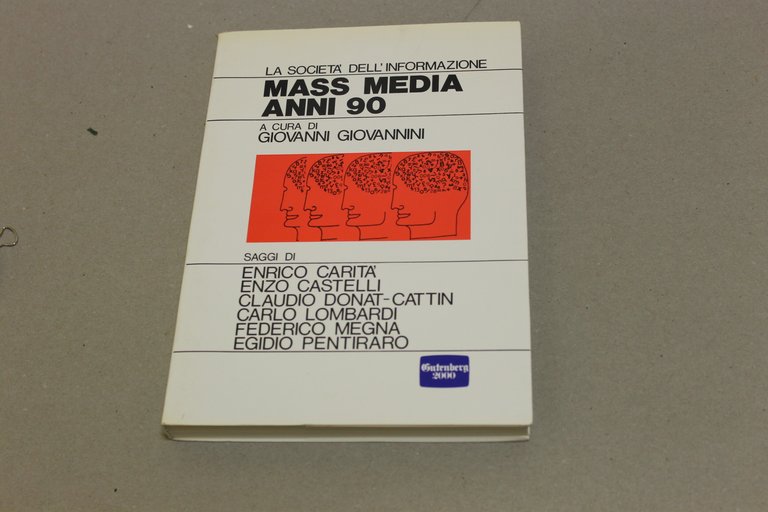 LA SOCIETÀ DELL'INFORMAZIONE
MASS MEDIA
ANNI 90
A CURA DI
GIOVANNI GIOVANNINI
SAGGI DI
ENRICO CARITA'
ENZO CASTELLI
CLAUDIO DONAT-CATTIN
CARLO LOMBARDI
FEDERICO MEGNA
EGIDIO PENTIRARO
Gutenberg
2000